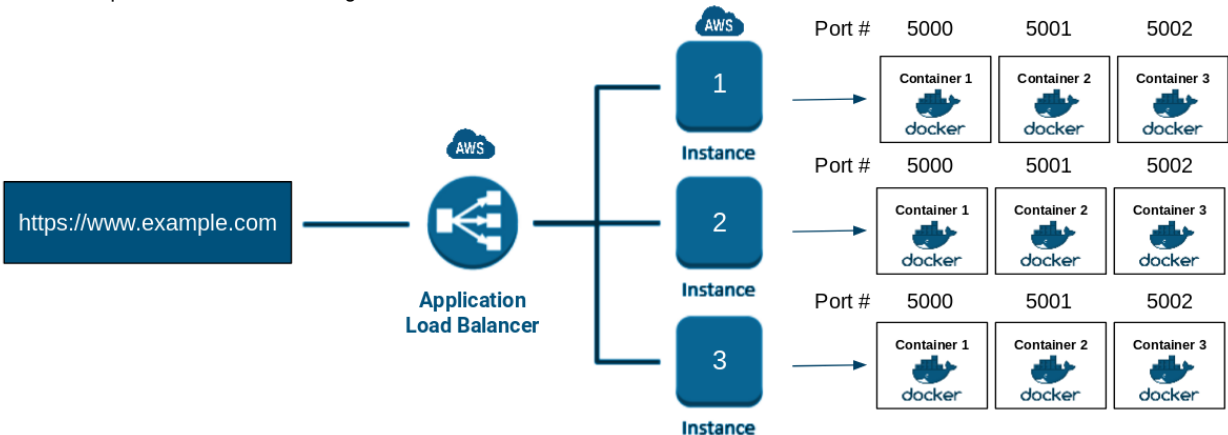 AWS
Port # 5000 5001 5002
1
Container 1 Container 2 Container 3
docker docker docker
Instance
AWS
Port # 5000 5001 5002
https://www.example.com
2
Container 1 Container 2 Container 3
docker docker docker
Instance
Application
Load Balancer
Port # 5000 5001 5002
3
Container 1 Container 2 Container 3
docker docker docker
Instance